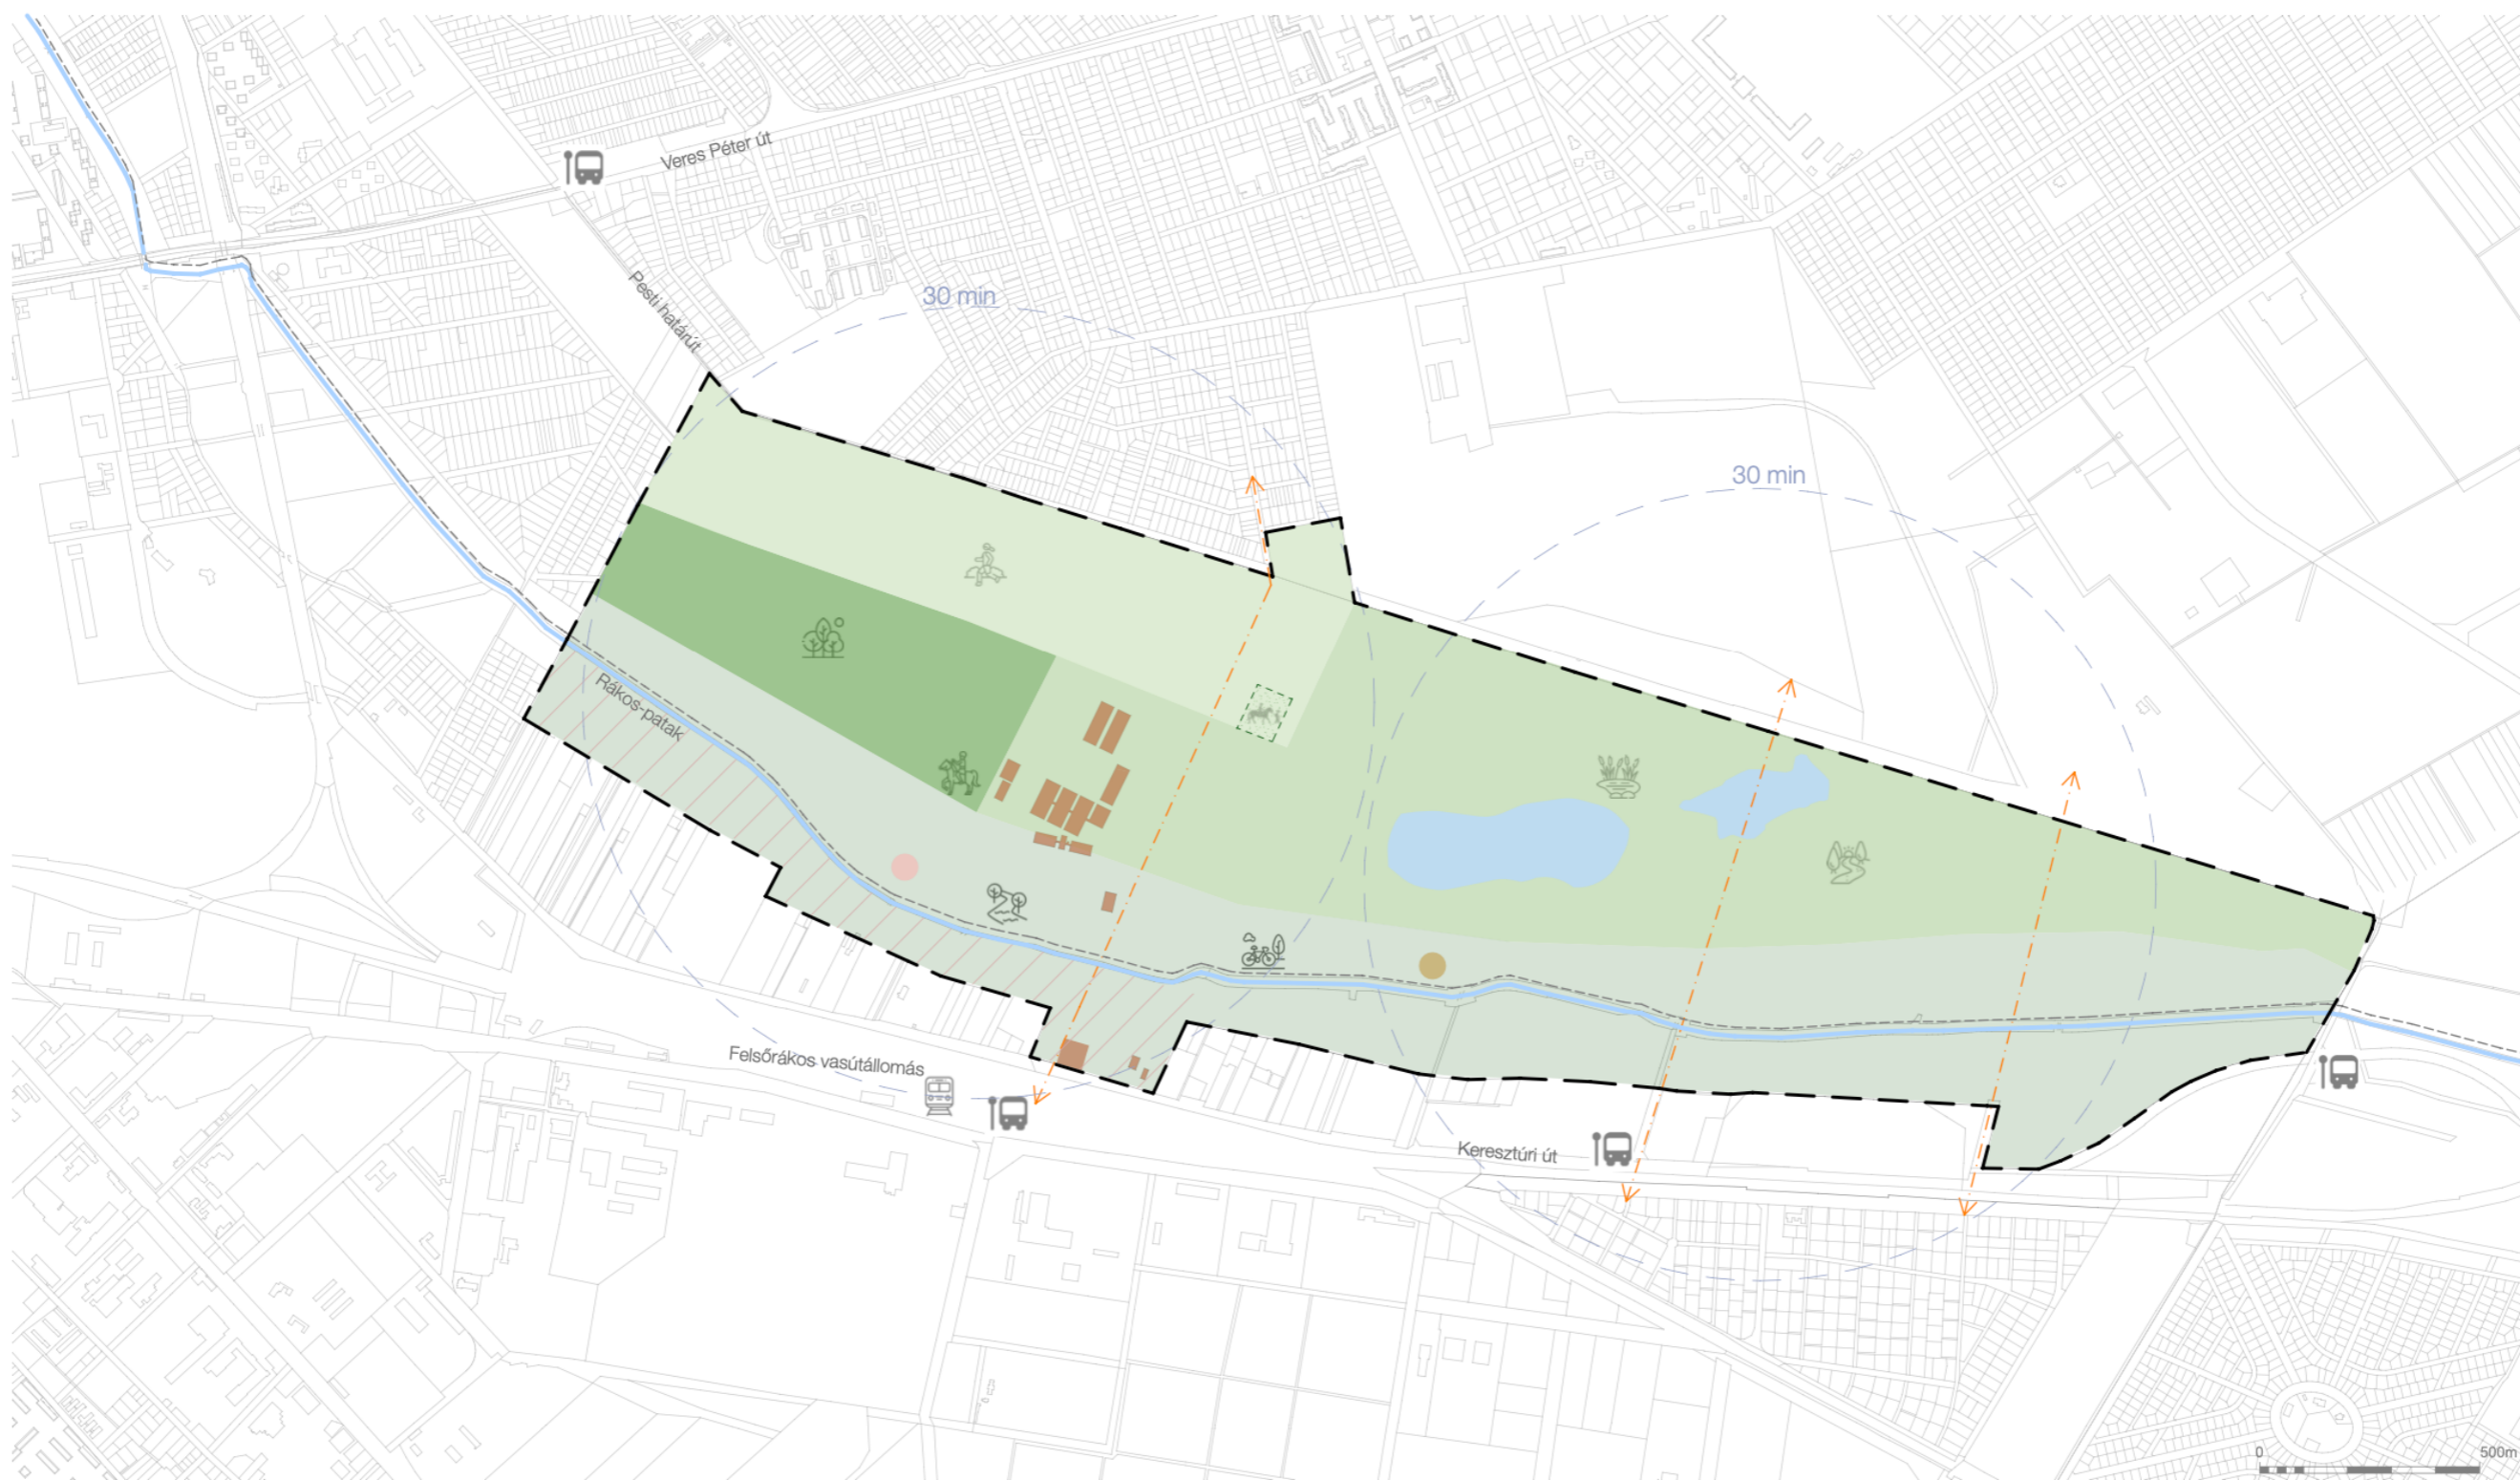 Veres Péter út
Pesti határút
30 min
30 min
Rákos-patak
Felsőrákos vasútállomás
Keresztúri út
0
500m